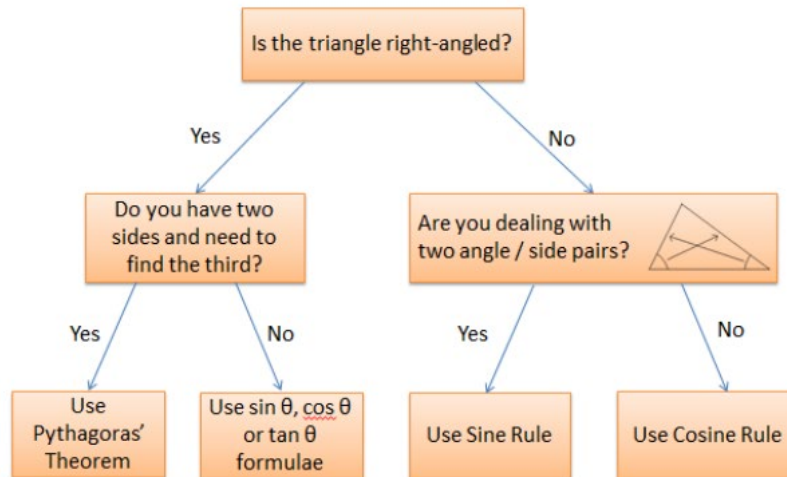 Is the triangle right-angled?
Yes
No
Do you have two
sides and need to
find the third?
Are you dealing with
two angle / side pairs?
Yes
No
Yes
No
Use
Pythagoras’
Theorem
Use sin θ, cos θ
or tan θ
formulae
Use Sine Rule
Use Cosine Rule